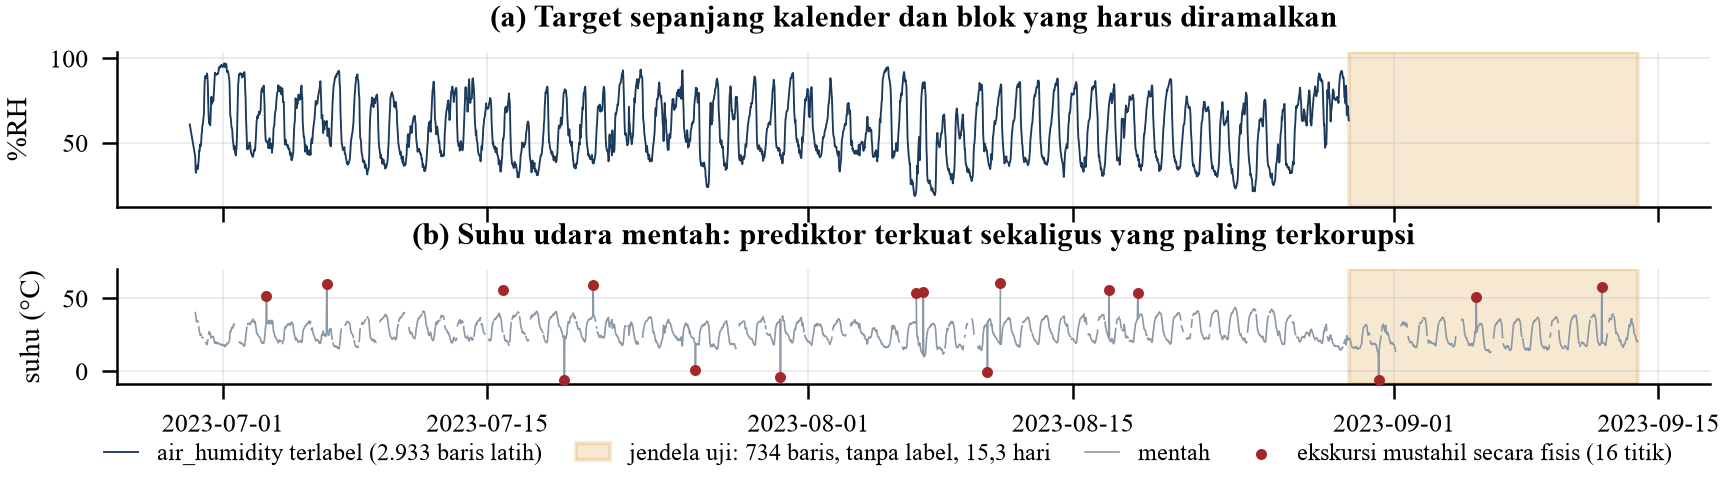 (a) Target sepanjang kalender dan blok yang harus diramalkan
100
50
%RH
(b) Suhu udara mentah: prediktor terkuat sekaligus yang paling terkorupsi
50
0
suhu (°C)
2023-07-01
2023-07-15
2023-08-01
2023-08-15
2023-09-01
2023-09-15
air_humidity terlabel (2.933 baris latih)
jendela uji: 734 baris, tanpa label, 15,3 hari
mentah
ekskursi mustahil secara fisis (16 titik)